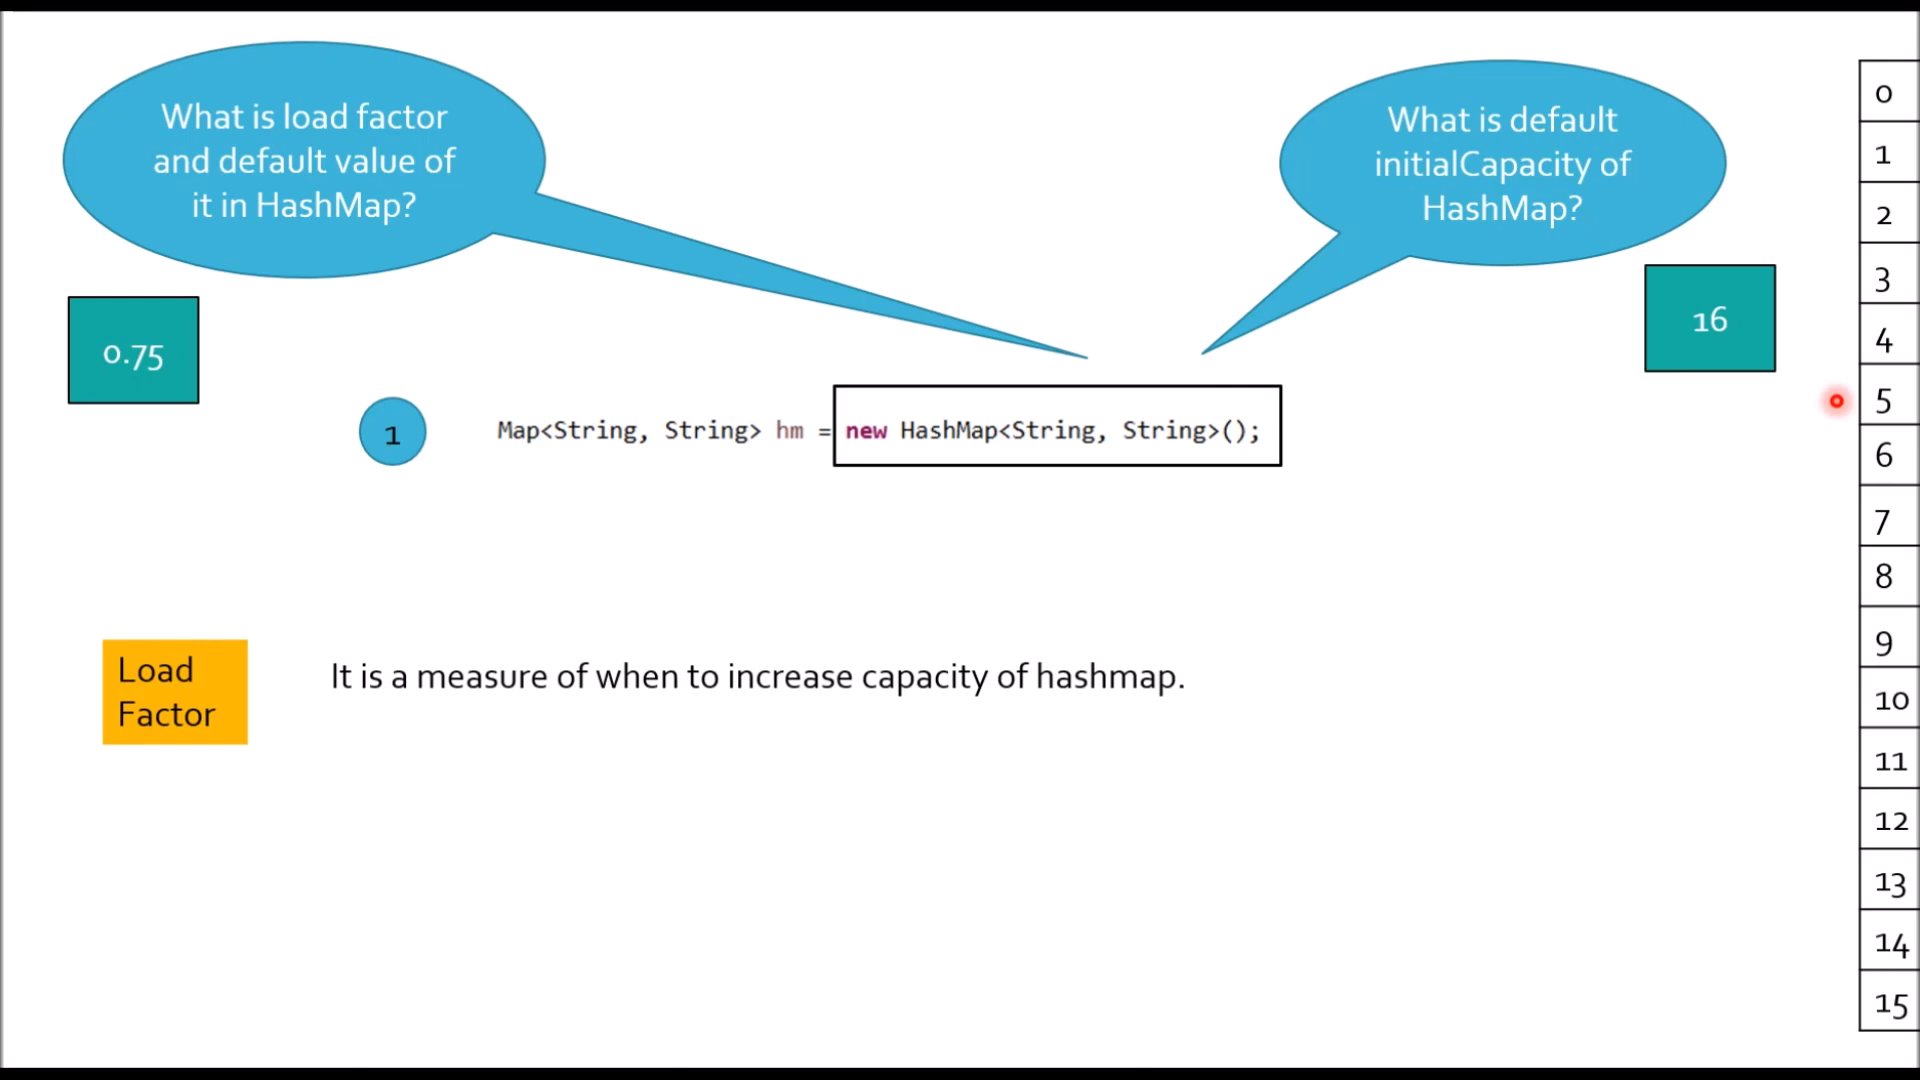 What is load factor
and default value of
it in HashMap?
What is default
initialCapacity of
HashMap?
0.75
16
1
Map<String, String> hm = new HashMap<String, String>();
Load
Factor
It is a measure of when to increase capacity of hashmap.
0
1
2
3
4
5
6
7
8
9
10
11
12
13
14
15